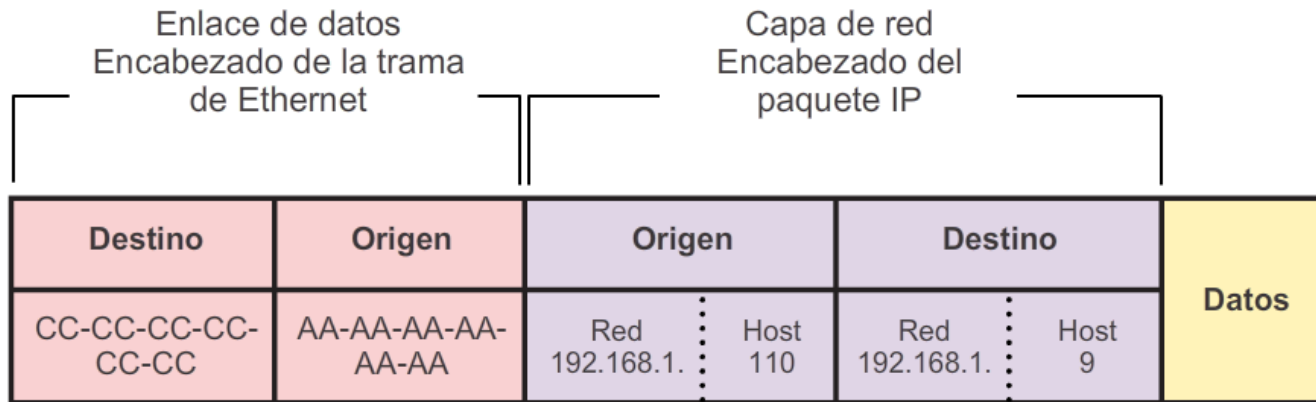 Enlace de datos
Encabezado de la trama
de Ethernet
Capa de red
Encabezado del
paquete IP
Destino
Origen
Origen
Destino
Datos
CC-CC-CC-CC-
CC-CC
AA-AA-AA-AA-
AA-AA
Red
192.168.1.
Host
110
Red
192.168.1.
Host
9